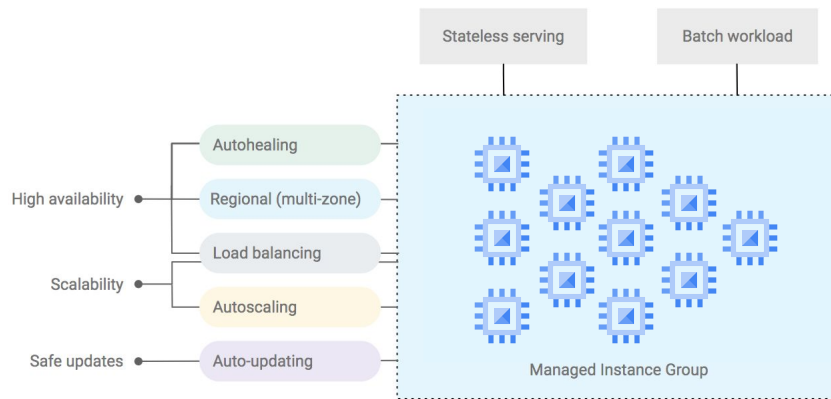 Stateless serving
Batch workload
Autohealing
High availability
Regional (multi-zone)
Load balancing
Scalability
Autoscaling
Safe updates
Auto-updating
Managed Instance Group